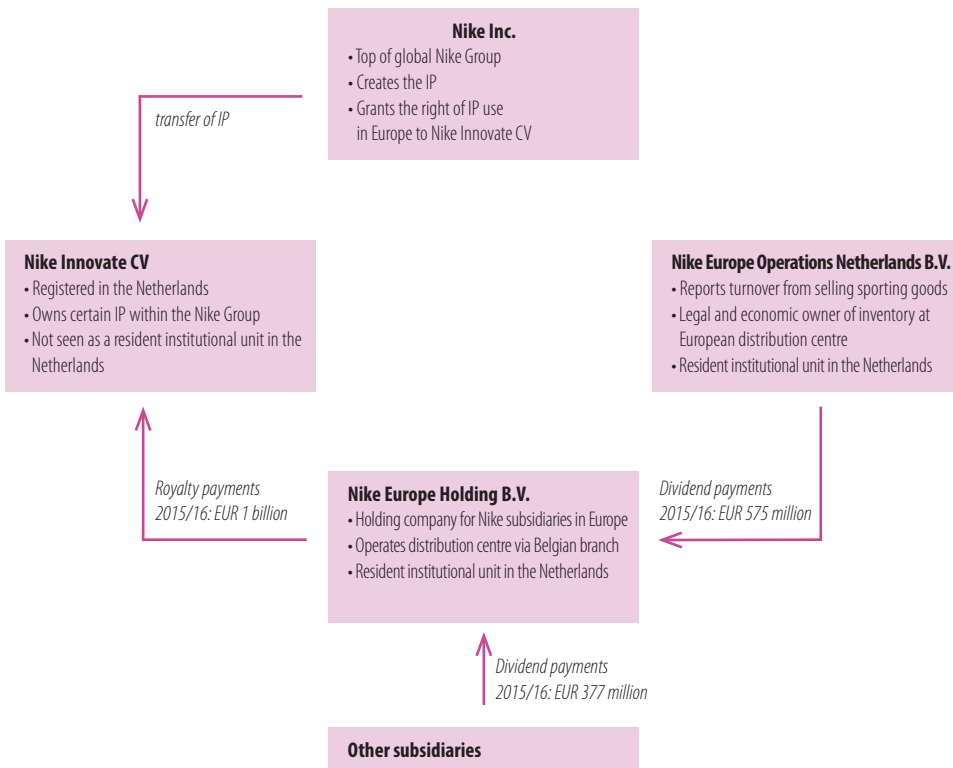 Nike Inc.
• Top of global Nike Group
• Creates the IP
• Grants the right of IP use
in Europe to Nike Innovate CV
transfer of IP
Nike Innovate CV
• Registered in the Netherlands
• Owns certain IP within the Nike Group
• Not seen as a resident institutional unit in the
Netherlands
Nike Europe Operations Netherlands B.V.
• Reports turnover from selling sporting goods
• Legal and economic owner of inventory at
European distribution centre
• Resident institutional unit in the Netherlands
Royalty payments
2015/16: EUR 1 billion
Nike Europe Holding B.V.
• Holding company for Nike subsidiaries in Europe
• Operates distribution centre via Belgian branch
• Resident institutional unit in the Netherlands
Dividend payments
2015/16: EUR 575 million
Dividend payments
2015/16: EUR 377 million
Other subsidiaries